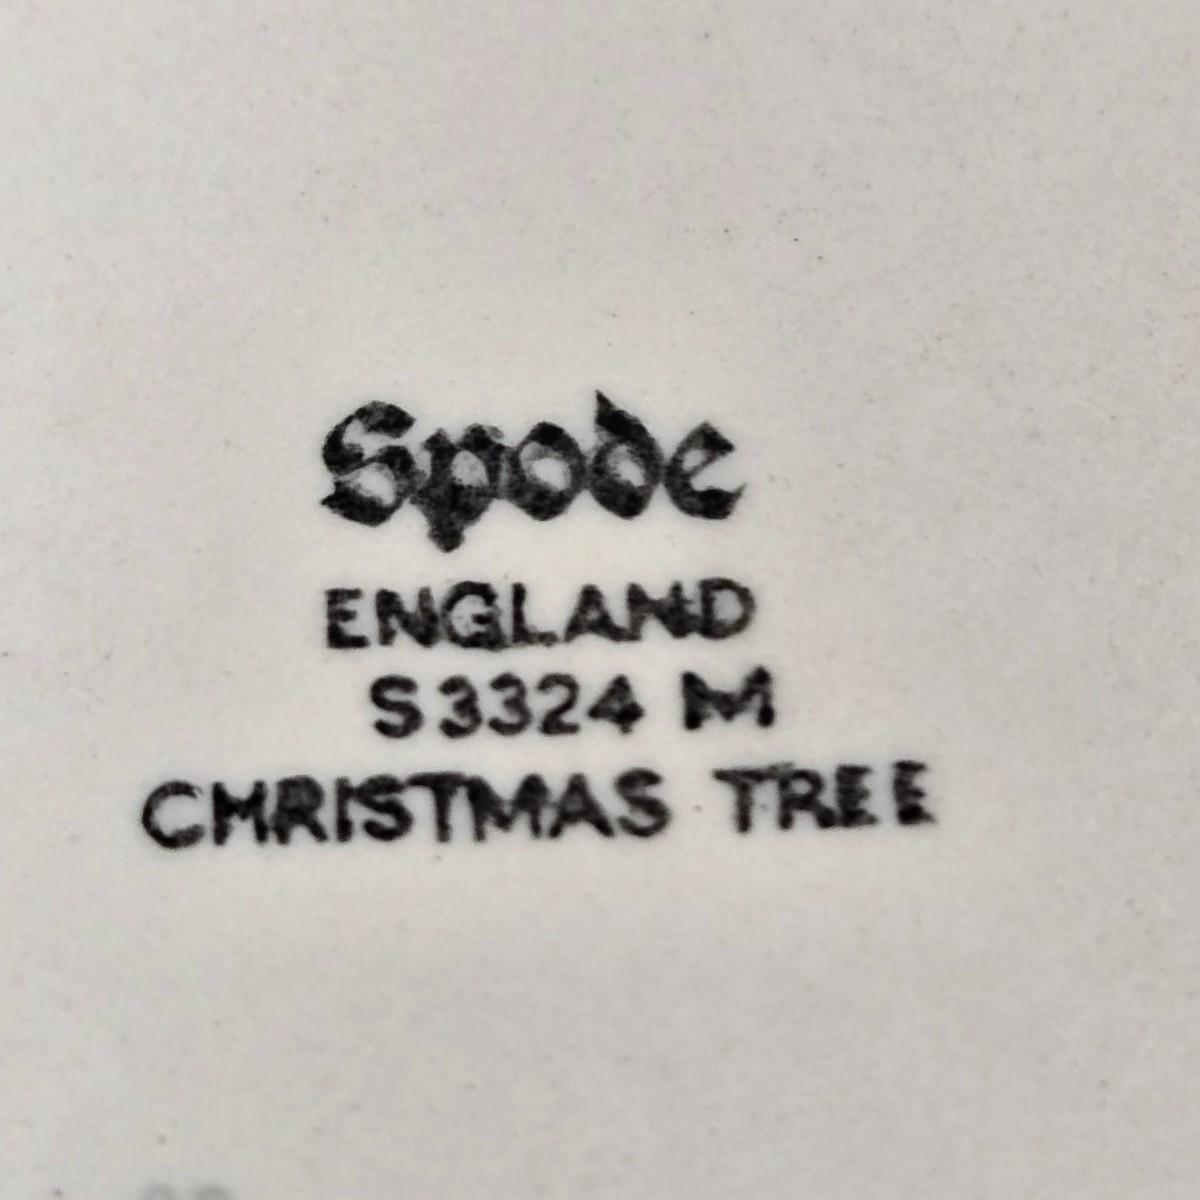 Spode
ENGLAND
S3324 M
CHRISTMAS TREE